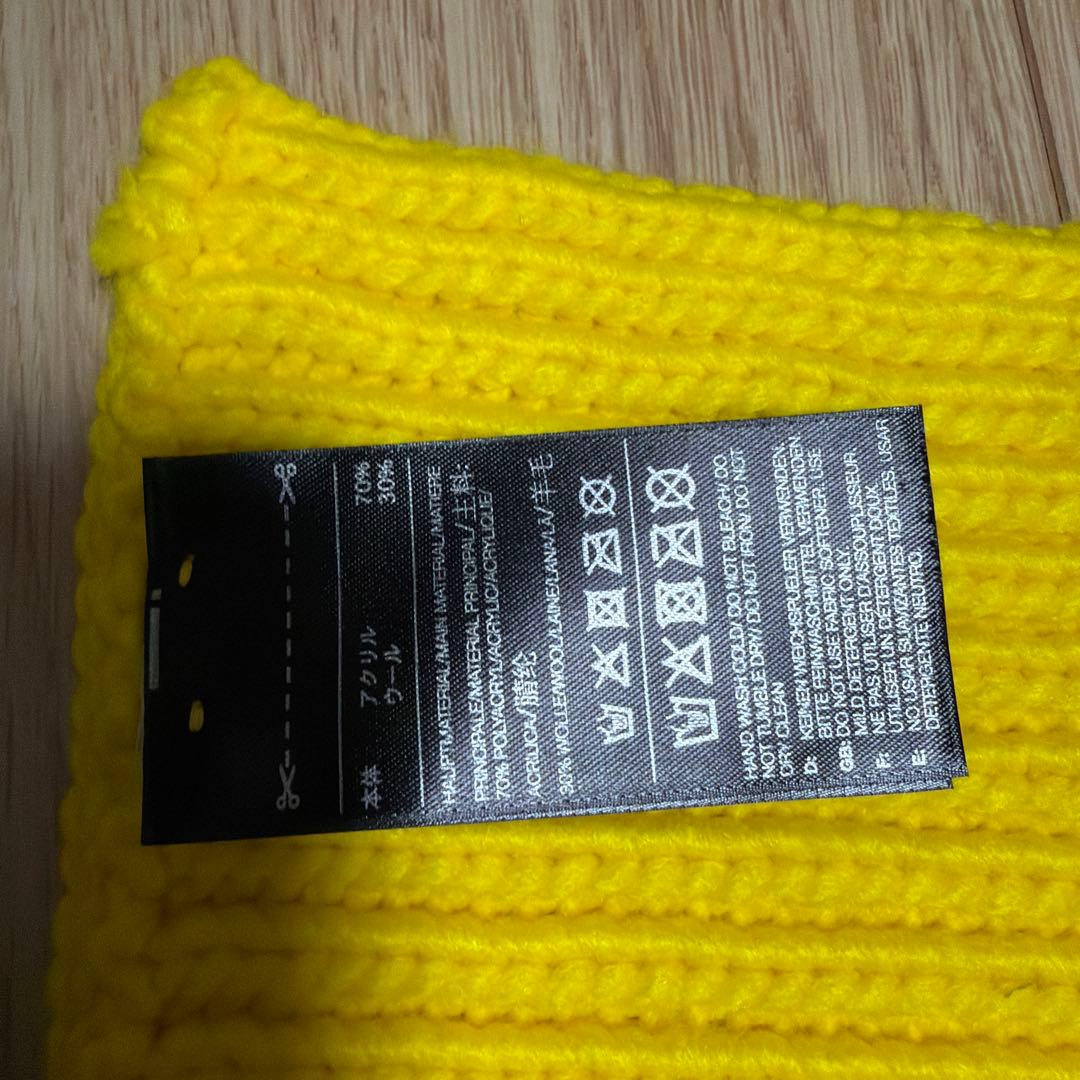 本体 アクリル 70%
ウール 30%
HAUPTMATERIAL/MAIN MATERIAL/MATIERE
PRINCIPALE/MATERIAL PRINCIPAL/主料:
70% POLYACRYL/ACRYLIC/ACRYLIQUE/
ACRILICA/腈纶
30% WOLLE/WOOL/LAINE/LANA/羊毛
HAND WASH COLD/ DO NOT BLEACH/ DO
NOT TUMBLE DRY/ DO NOT IRON/ DO NOT
DRY CLEAN
D: KEINEN WEICHSPUELER VERWENDEN.
BITTE FEINWASCHMITTEL VERWENDEN
GB: DO NOT USE FABRIC SOFTENER. USE
MILD DETERGENT ONLY.
F: NE PAS UTILISER D'ASSOUPLISSEUR.
UTILISER UN DETERGENT DOUX.
E: NO USAR SUAVIZANTES TEXTILES. USAR
DETERGENTE NEUTRO.